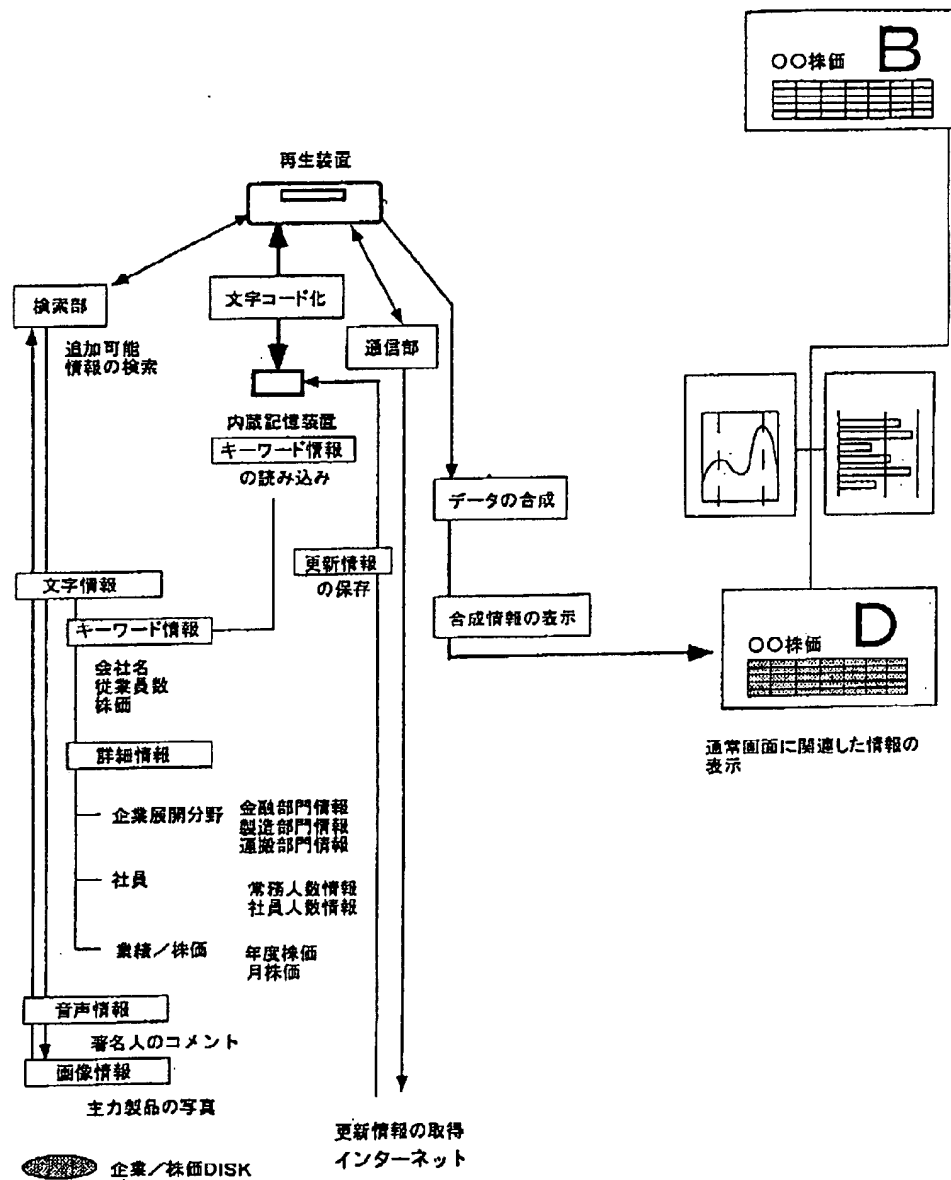 〇〇株価 B
再生装置
検索部
文字コード化
追加可能
情報の検索
通信部
内蔵記憶装置
キーワード情報
の読み込み
データの合成
文字情報
更新情報
の保存
キーワード情報
合成情報の表示
〇〇株価 D
会社名
従業員数
株価
通常画面に関連した情報の
表示
詳細情報
企業展開分野 金融部門情報
製造部門情報
運搬部門情報
社員 常務人数情報
社員人数情報
業績／株価 年度株価
月株価
音声情報
著名人のコメント
画像情報
主力製品の写真
更新情報の取得
インターネット
企業／株価DISK